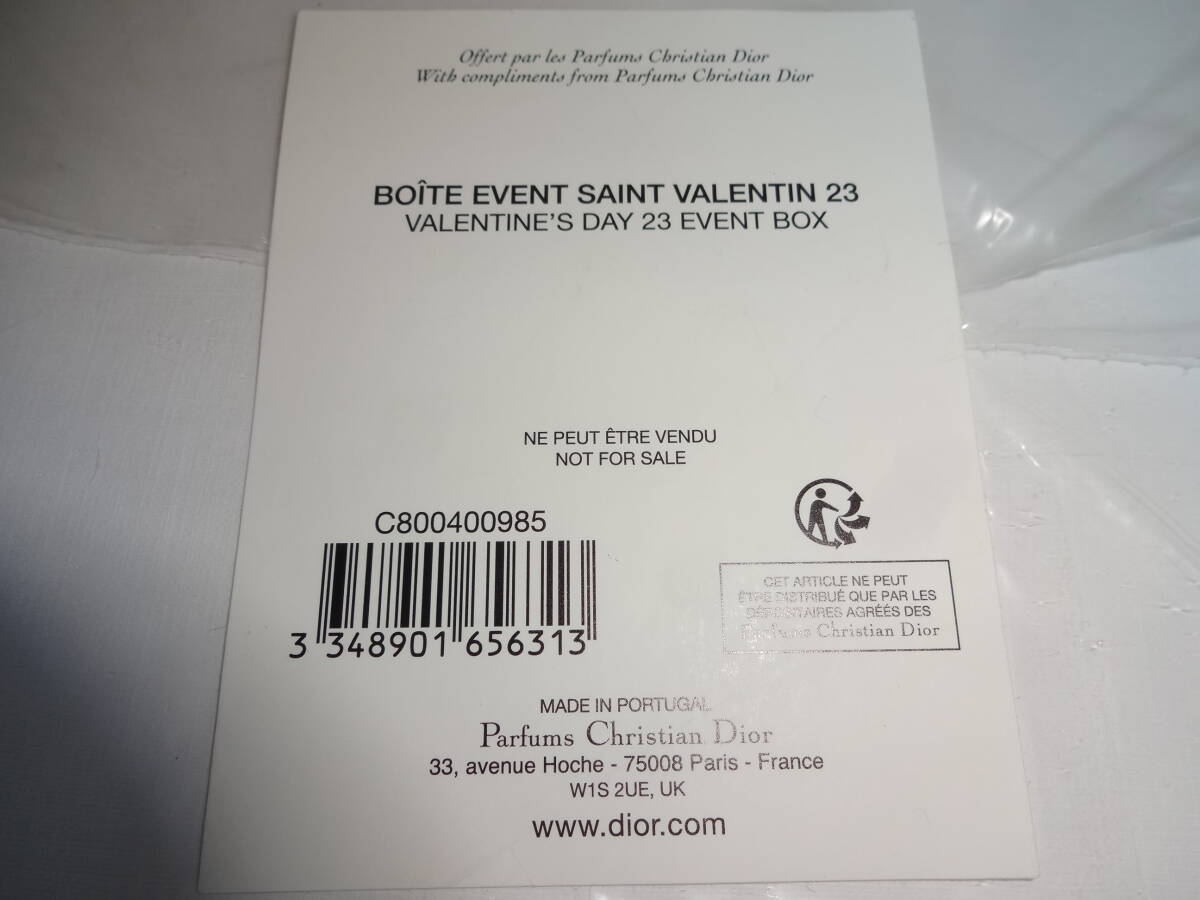 Offert par les Parfums Christian Dior
With compliments from Parfums Christian Dior
BOÎTE EVENT SAINT VALENTIN 23
VALENTINE'S DAY 23 EVENT BOX
NE PEUT ÊTRE VENDU
NOT FOR SALE
C800400985
3 348901 656313
CET ARTICLE NE PEUT
ÊTRE DISTRIBUÉ QUE PAR LES
DÉPOSITAIRES AGRÉÉS DES
Parfums Christian Dior
MADE IN PORTUGAL
Parfums Christian Dior
33, avenue Hoche - 75008 Paris - France
W1S 2UE, UK
www.dior.com